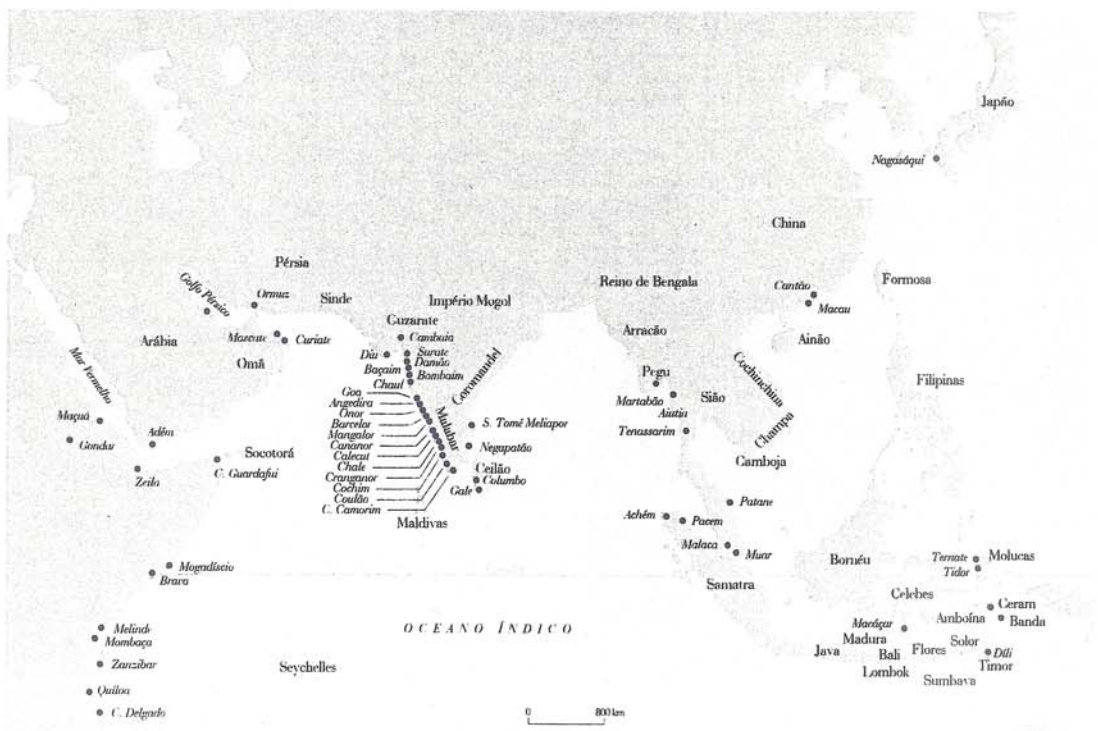 Japão
Nagasáqui
China
Pérsia
Golfo Pérsico
Ormuz
Sinde
Império Mogol
Reino de Bengala
Formosa
Cantão
Macau
Guzarate
Cambaia
Arábia
Mascate
Curiate
Omã
Diu
Surate
Damão
Baçaim
Bombaim
Chaul
Coromandel
Arracão
Ainão
Mar Vermelho
Pegu
Martabão
Sião
Aiutia
Cochinchina
Champa
Filipinas
Goa
Angediva
Onor
Barcelor
Mangalor
Cananor
Calecut
Chale
Cranganor
Cochim
Coulão
C. Camorim
Malabar
S. Tomé Meliapor
Negapatão
Tenassarim
Camboja
Maçuá
Gondar
Adém
Zeila
Socotorá
C. Guardafui
Ceilão
Columbo
Gale
Maldivas
Patane
Achém
Pacem
Malaca
Muar
Samatra
Bornéu
Ternate
Tidor
Molucas
Mogadíscio
Brava
Celebes
Ceram
Amboína
Banda
Melinde
Mombaça
OCEANO ÍNDICO
Macáçar
Madura
Solor
Java
Bali
Flores
Díli
Timor
Lombok
Sumbava
Zanzibar
Seychelles
Quíloa
C. Delgado
0 800 km